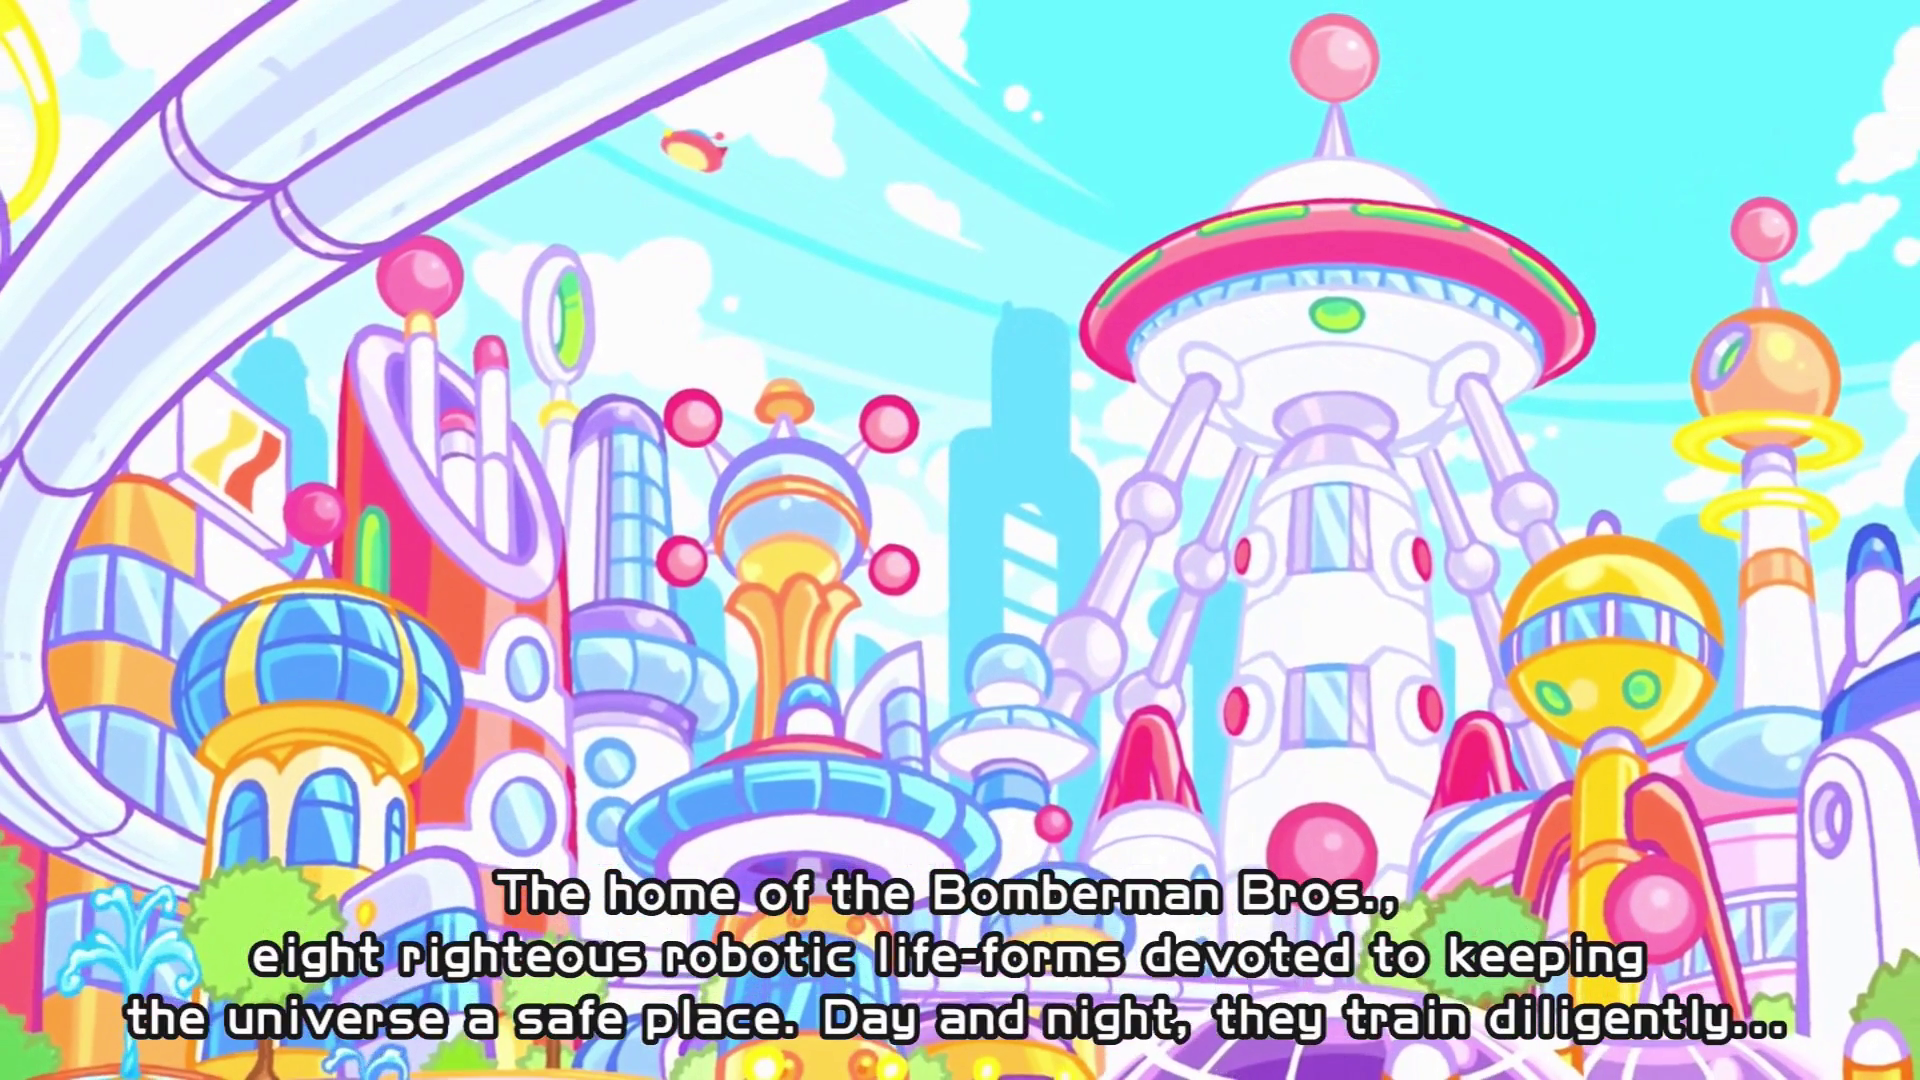 The home of the Bomberman Bros.,
eight righteous robotic life-forms devoted to keeping
the universe a safe place. Day and night, they train diligently...